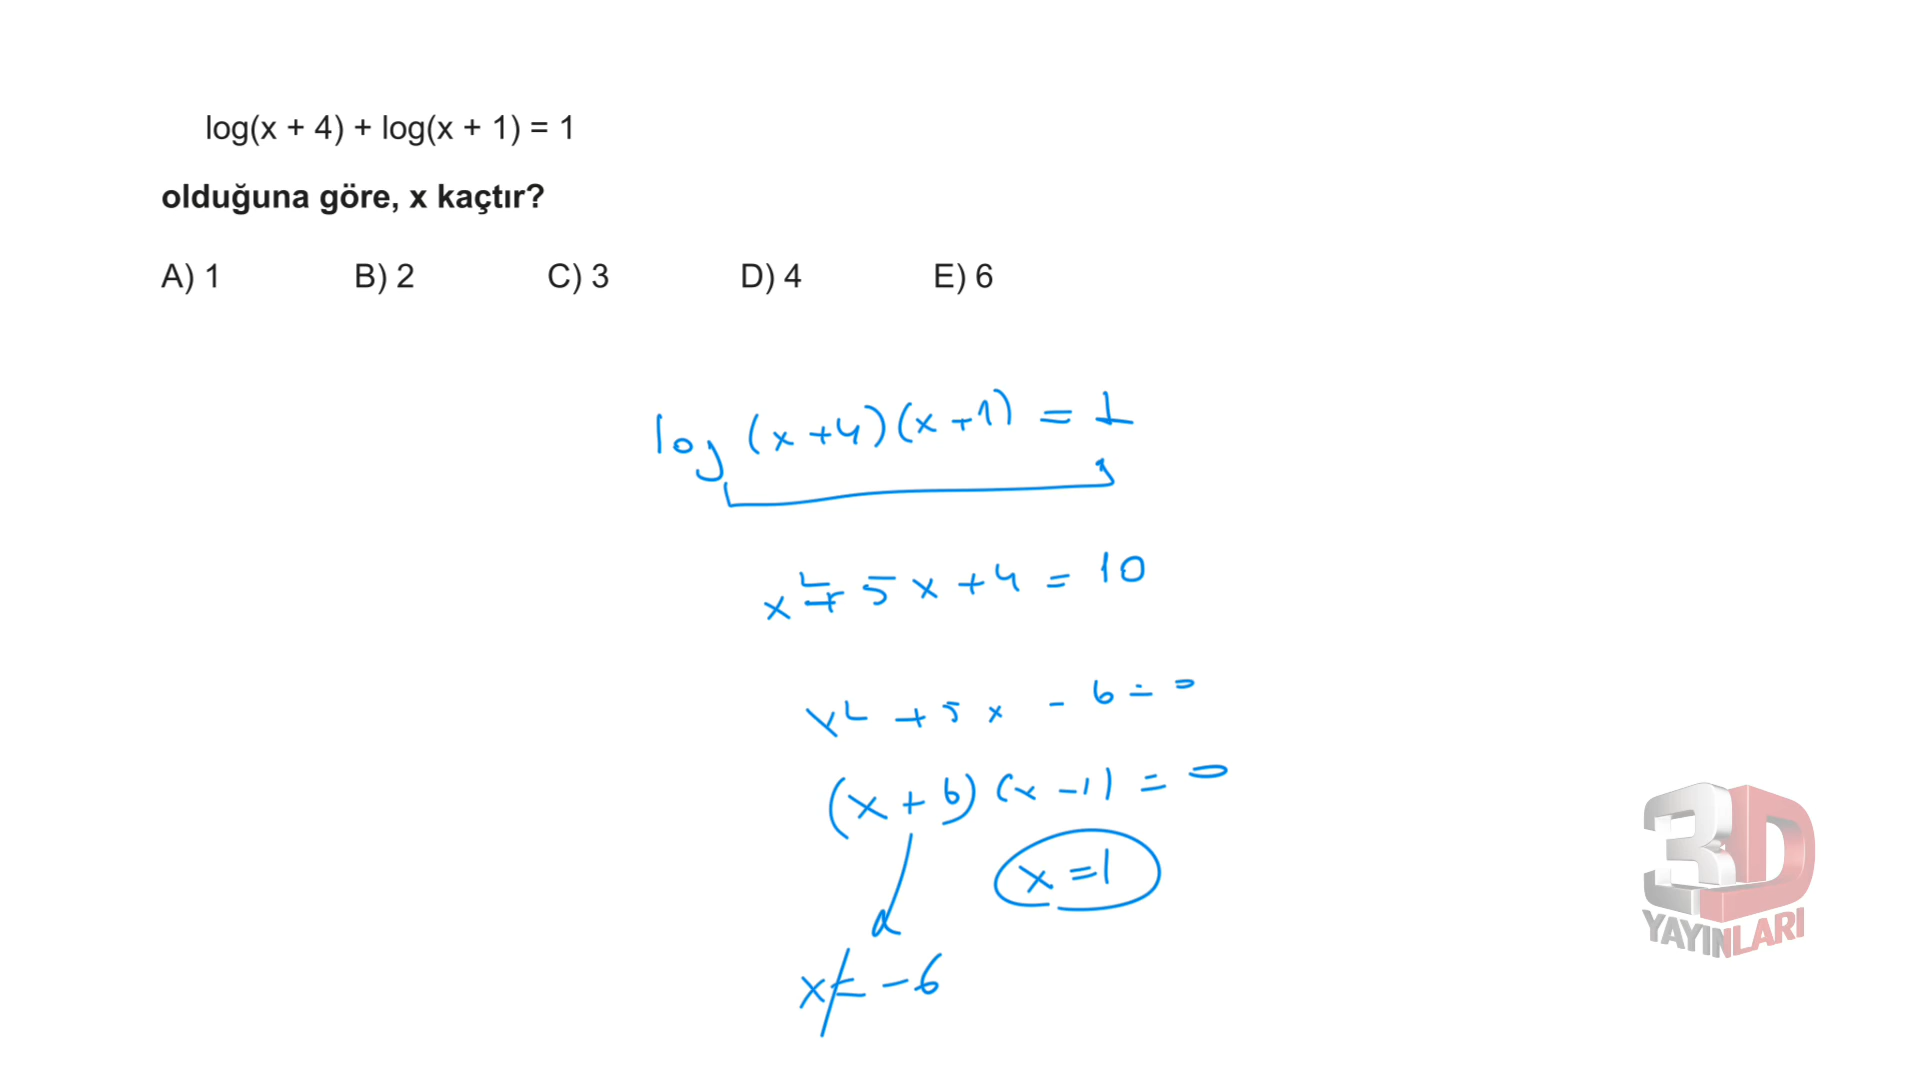 log(x + 4) + log(x + 1) = 1
olduğuna göre, x kaçtır?
A) 1 B) 2 C) 3 D) 4 E) 6
log (x+4)(x+1) = 1
x² + 5x + 4 = 10
x² + 5x - 6 = 0
(x + 6) (x - 1) = 0
x = 1
x = -6
3D
YAYINLARI